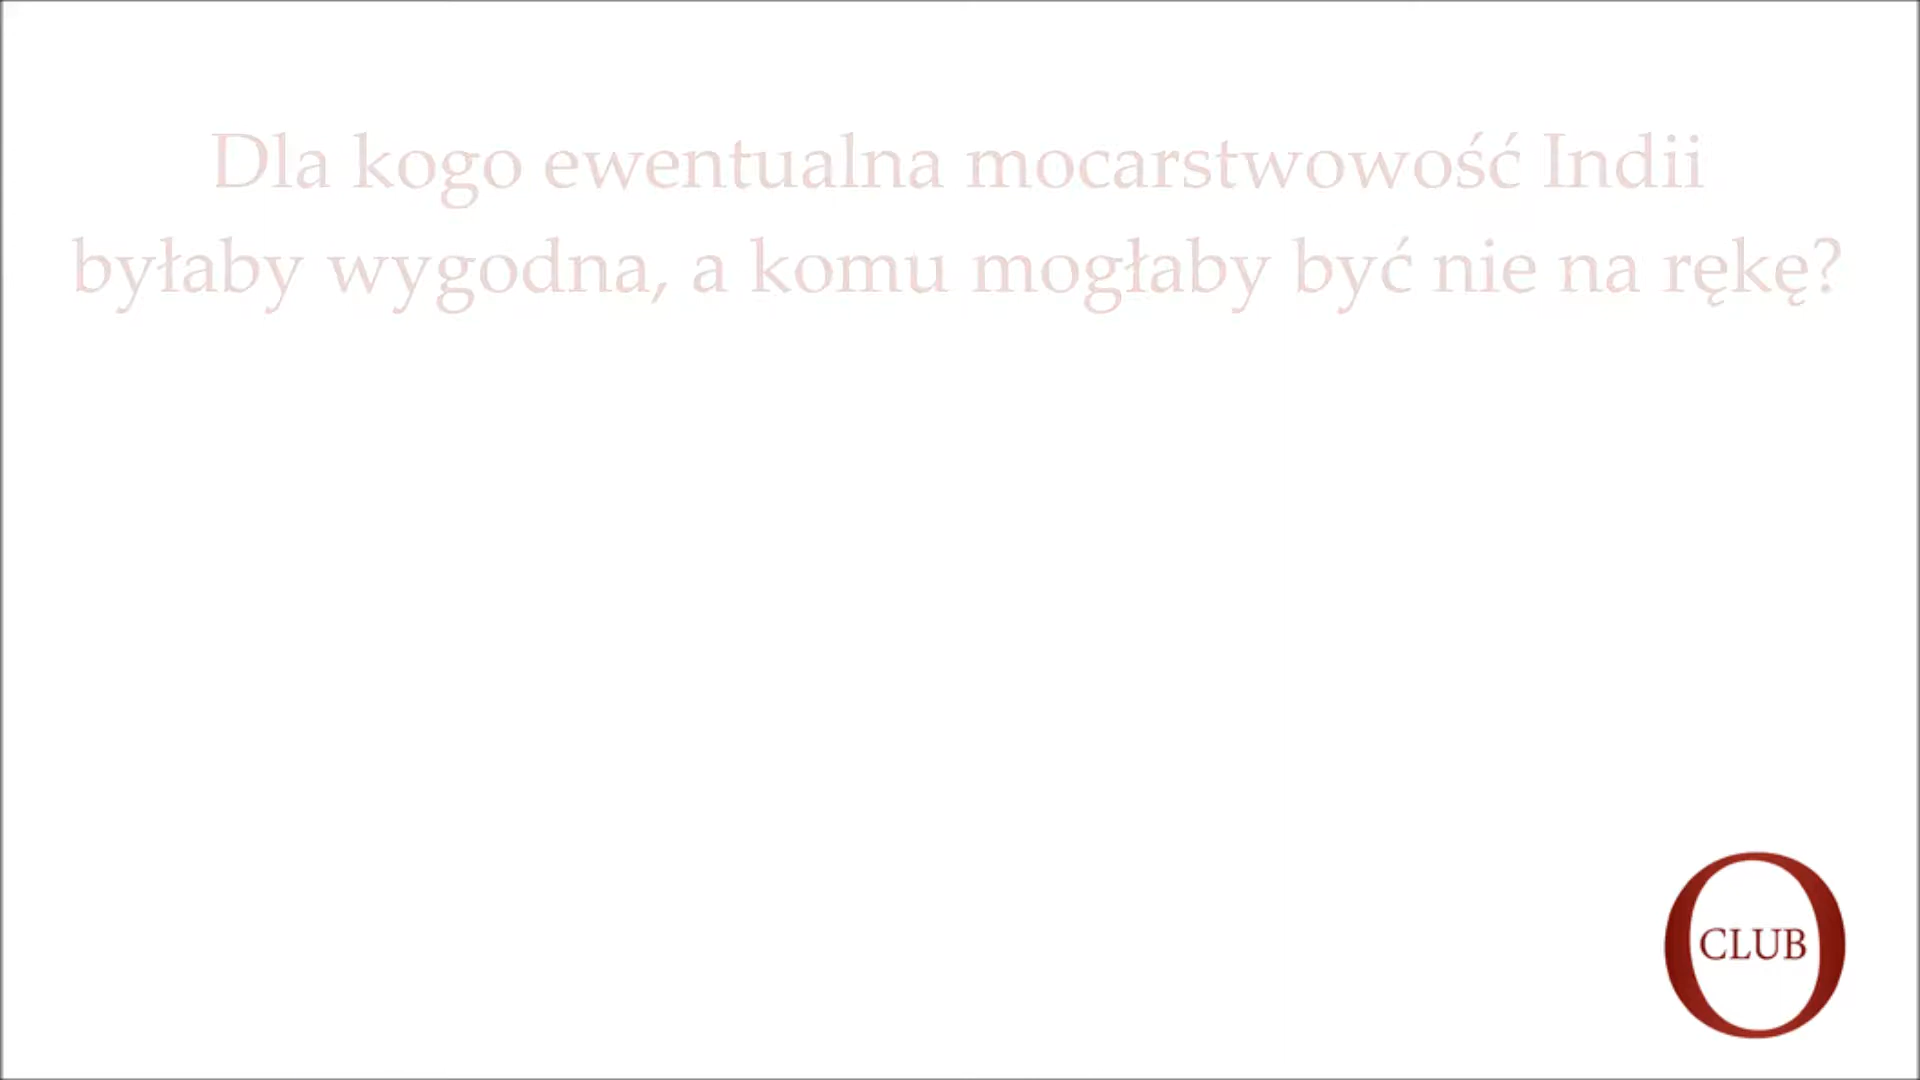 Dla kogo ewentualna mocarstwowość Indii
byłaby wygodna, a komu mogłaby być nie na rękę?
CLUB